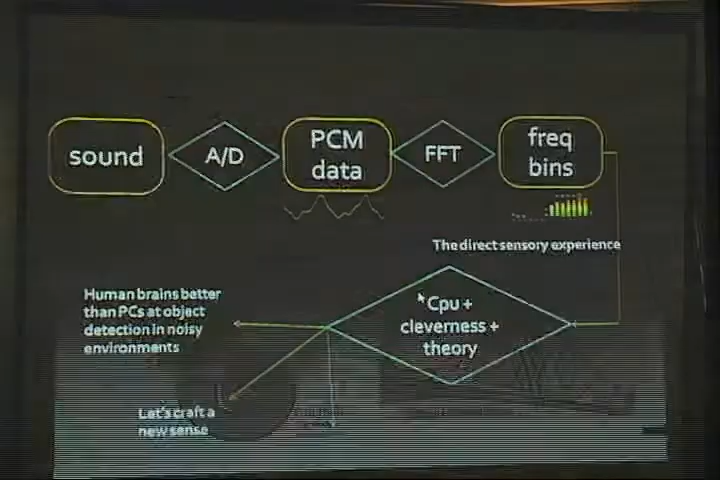 sound
A/D
PCM
data
FFT
freq
bins
The direct sensory experience
Cpu +
cleverness +
theory
Human brains better
than PCs at object
detection in noisy
environments
Let's craft a
new sense